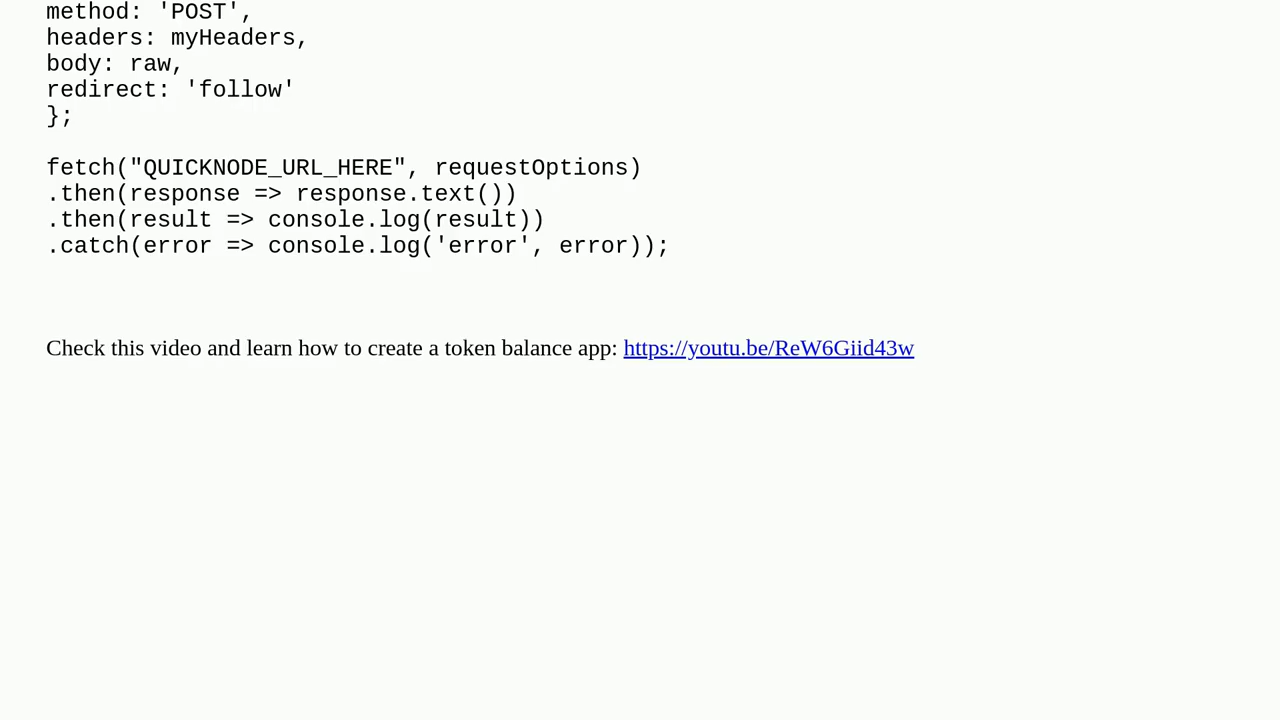 method: 'POST',
headers: myHeaders,
body: raw,
redirect: 'follow'
};
fetch("QUICKNODE_URL_HERE", requestOptions)
.then(response => response.text())
.then(result => console.log(result))
.catch(error => console.log('error', error));
Check this video and learn how to create a token balance app: https://youtu.be/ReW6Giid43w